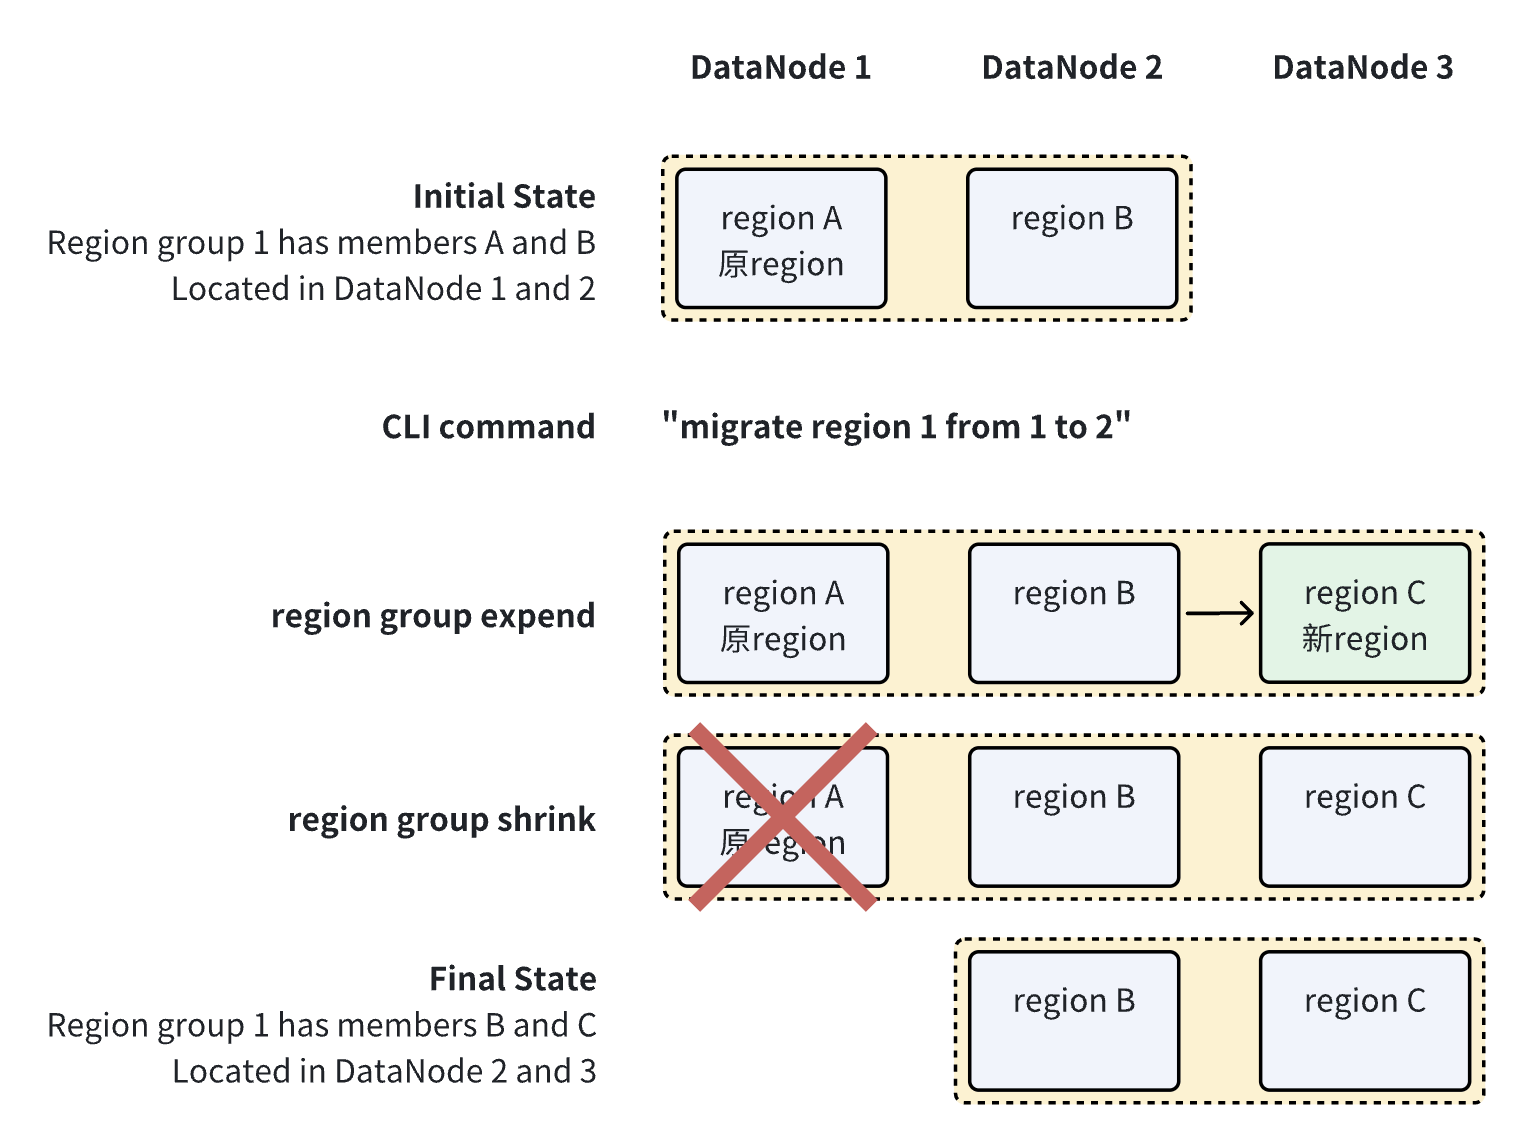 DataNode 1
DataNode 2
DataNode 3
Initial State
Region group 1 has members A and B
Located in DataNode 1 and 2
region A
原region
region B
CLI command
"migrate region 1 from 1 to 2"
region group expend
region A
原region
region B
region C
新region
region group shrink
region A
原region
region B
region C
Final State
Region group 1 has members B and C
Located in DataNode 2 and 3
region B
region C